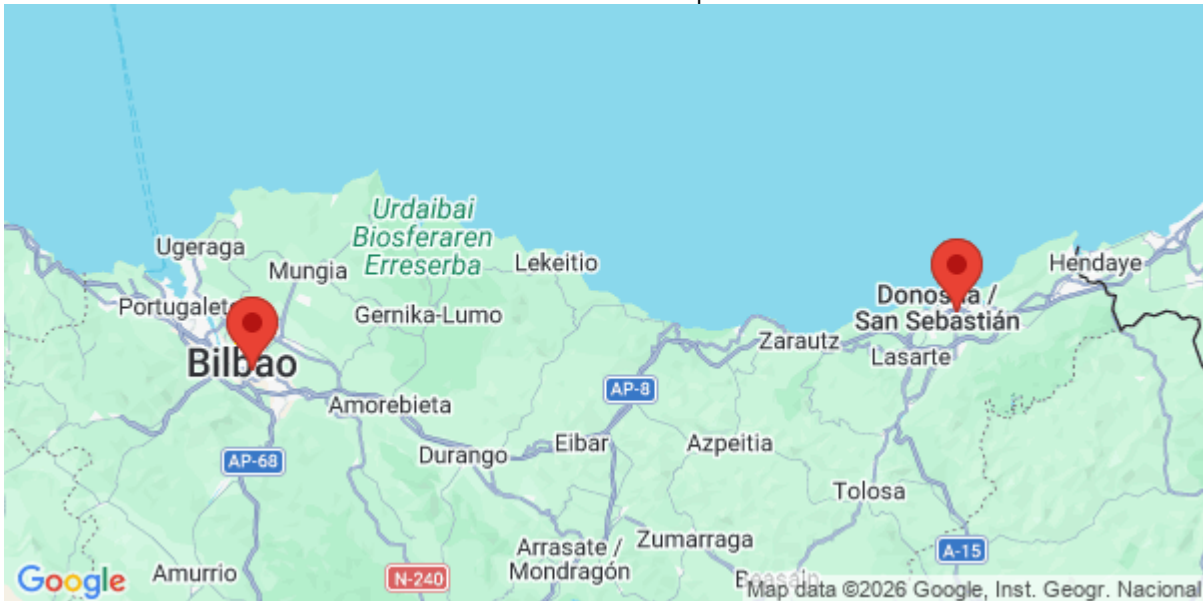 Urdaibai
Biosferaren
Erreserba
Ugeraga
Mungia
Lekeitio
Hendaye
Portugalete
Gernika-Lumo
Donostia /
San Sebastián
Zarautz
Lasarte
Bilbao
AP-8
Amorebieta
Durango
Eibar
Azpeitia
AP-68
Tolosa
Arrasate /
Mondragón
Zumarraga
A-15
Amurrio
N-240
Beasain
Google
Map data ©2026 Google, Inst. Geogr. Nacional